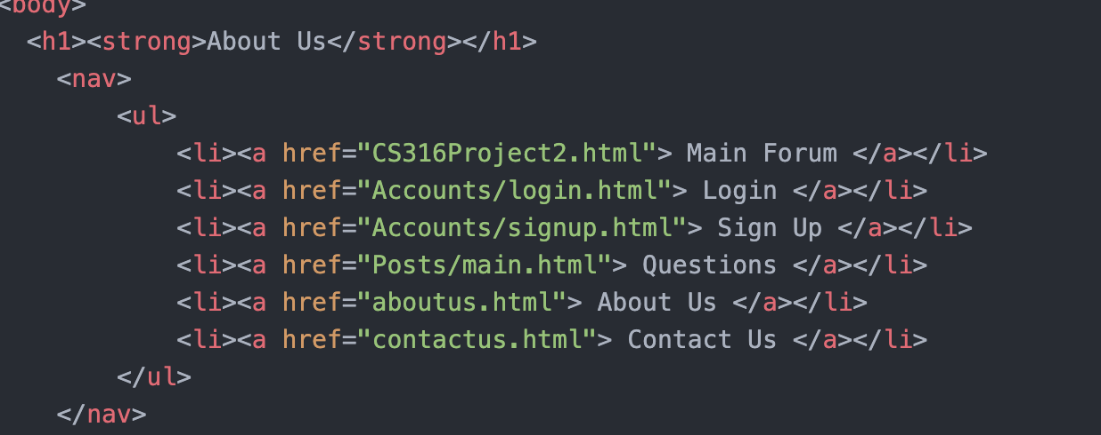 <body>
<h1><strong>About Us</strong></h1>
<nav>
<ul>
<li><a href="CS316Project2.html"> Main Forum </a></li>
<li><a href="Accounts/login.html"> Login </a></li>
<li><a href="Accounts/signup.html"> Sign Up </a></li>
<li><a href="Posts/main.html"> Questions </a></li>
<li><a href="aboutus.html"> About Us </a></li>
<li><a href="contactus.html"> Contact Us </a></li>
</ul>
</nav>